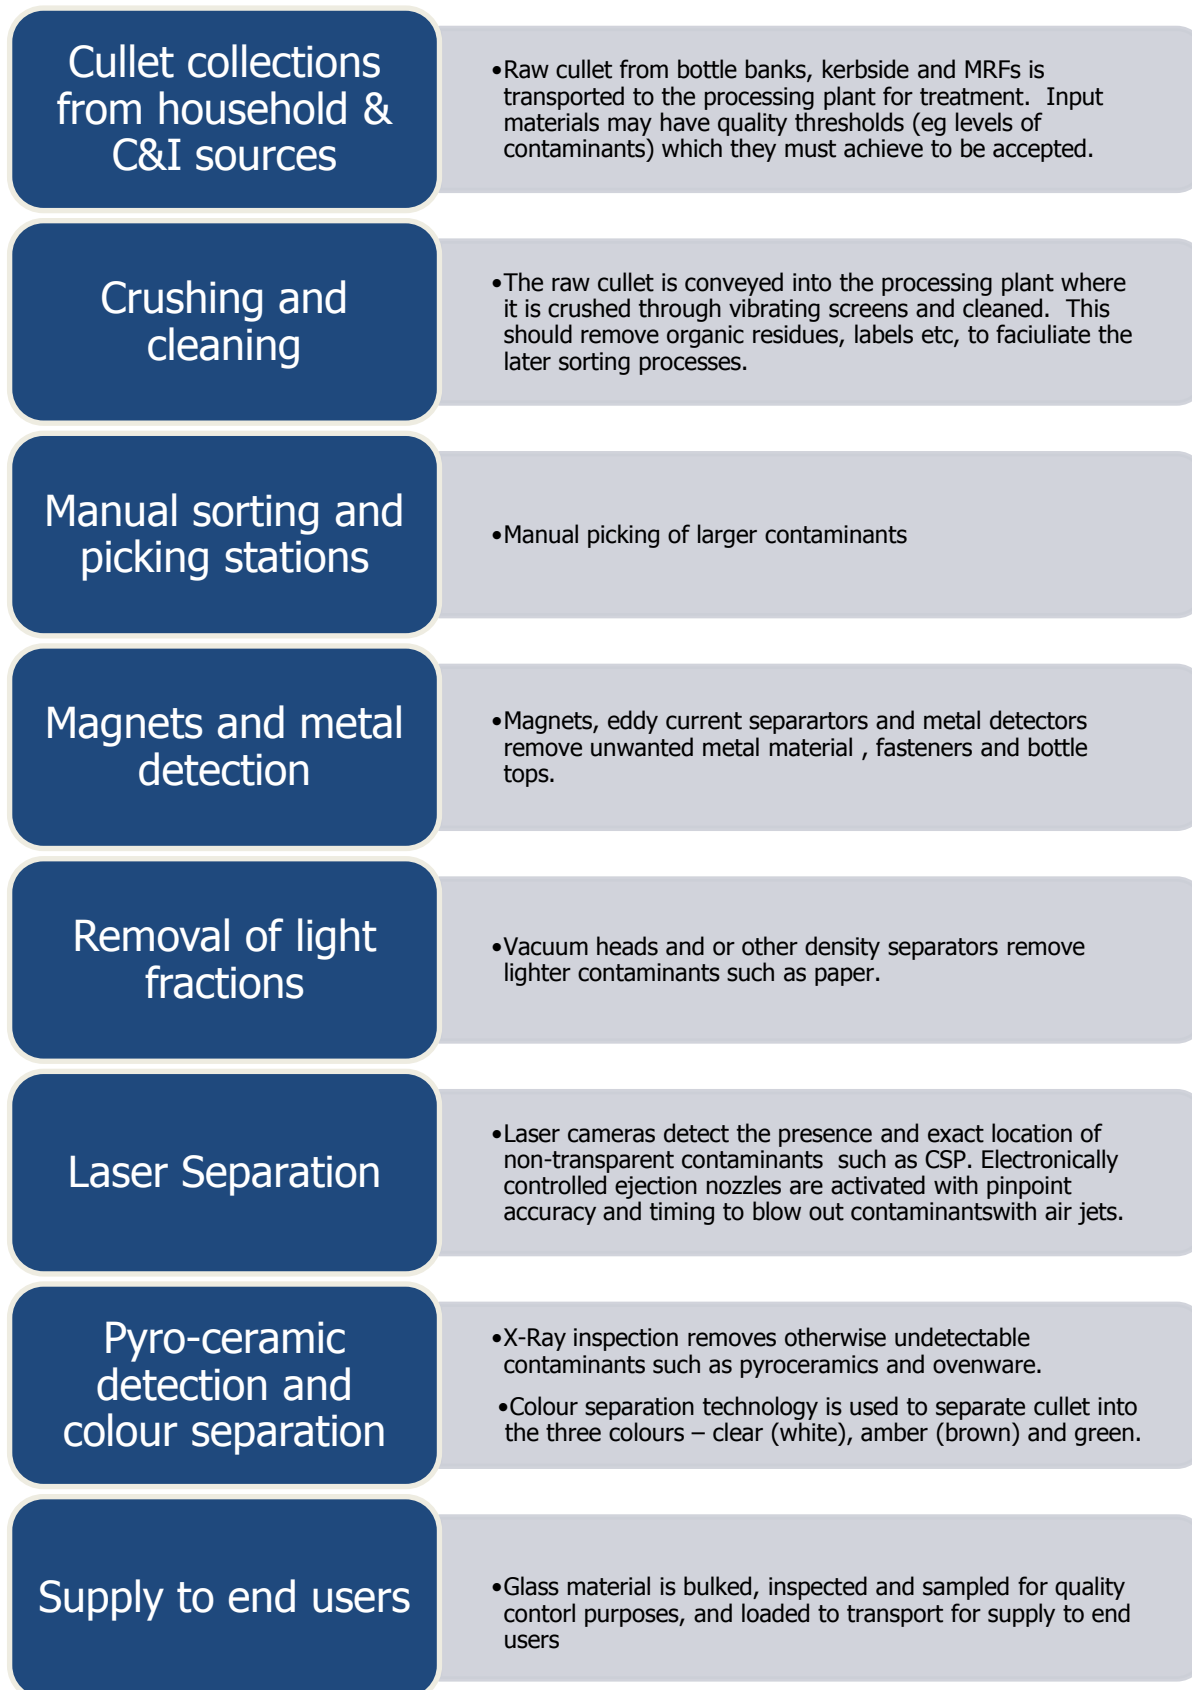 Cullet collections
from household &
C&I sources
•Raw cullet from bottle banks, kerbside and MRFs is
transported to the processing plant for treatment.  Input
materials may have quality thresholds (eg levels of
contaminants) which they must achieve to be accepted.
Crushing and
cleaning
•The raw cullet is conveyed into the processing plant where
it is crushed through vibrating screens and cleaned.  This
should remove organic residues, labels etc, to faciuliate the
later sorting processes.
Manual sorting and
picking stations
•Manual picking of larger contaminants
Magnets and metal
detection
•Magnets, eddy current separartors and metal detectors
remove unwanted metal material , fasteners and bottle
tops.
Removal of light
fractions
•Vacuum heads and or other density separators remove
lighter contaminants such as paper.
Laser Separation
•Laser cameras detect the presence and exact location of
non-transparent contaminants  such as CSP. Electronically
controlled ejection nozzles are activated with pinpoint
accuracy and timing to blow out contaminantswith air jets.
Pyro-ceramic
detection and
colour separation
•X-Ray inspection removes otherwise undetectable
contaminants such as pyroceramics and ovenware.
•Colour separation technology is used to separate cullet into
the three colours – clear (white), amber (brown) and green.
Supply to end users
•Glass material is bulked, inspected and sampled for quality
contorl purposes, and loaded to transport for supply to end
users